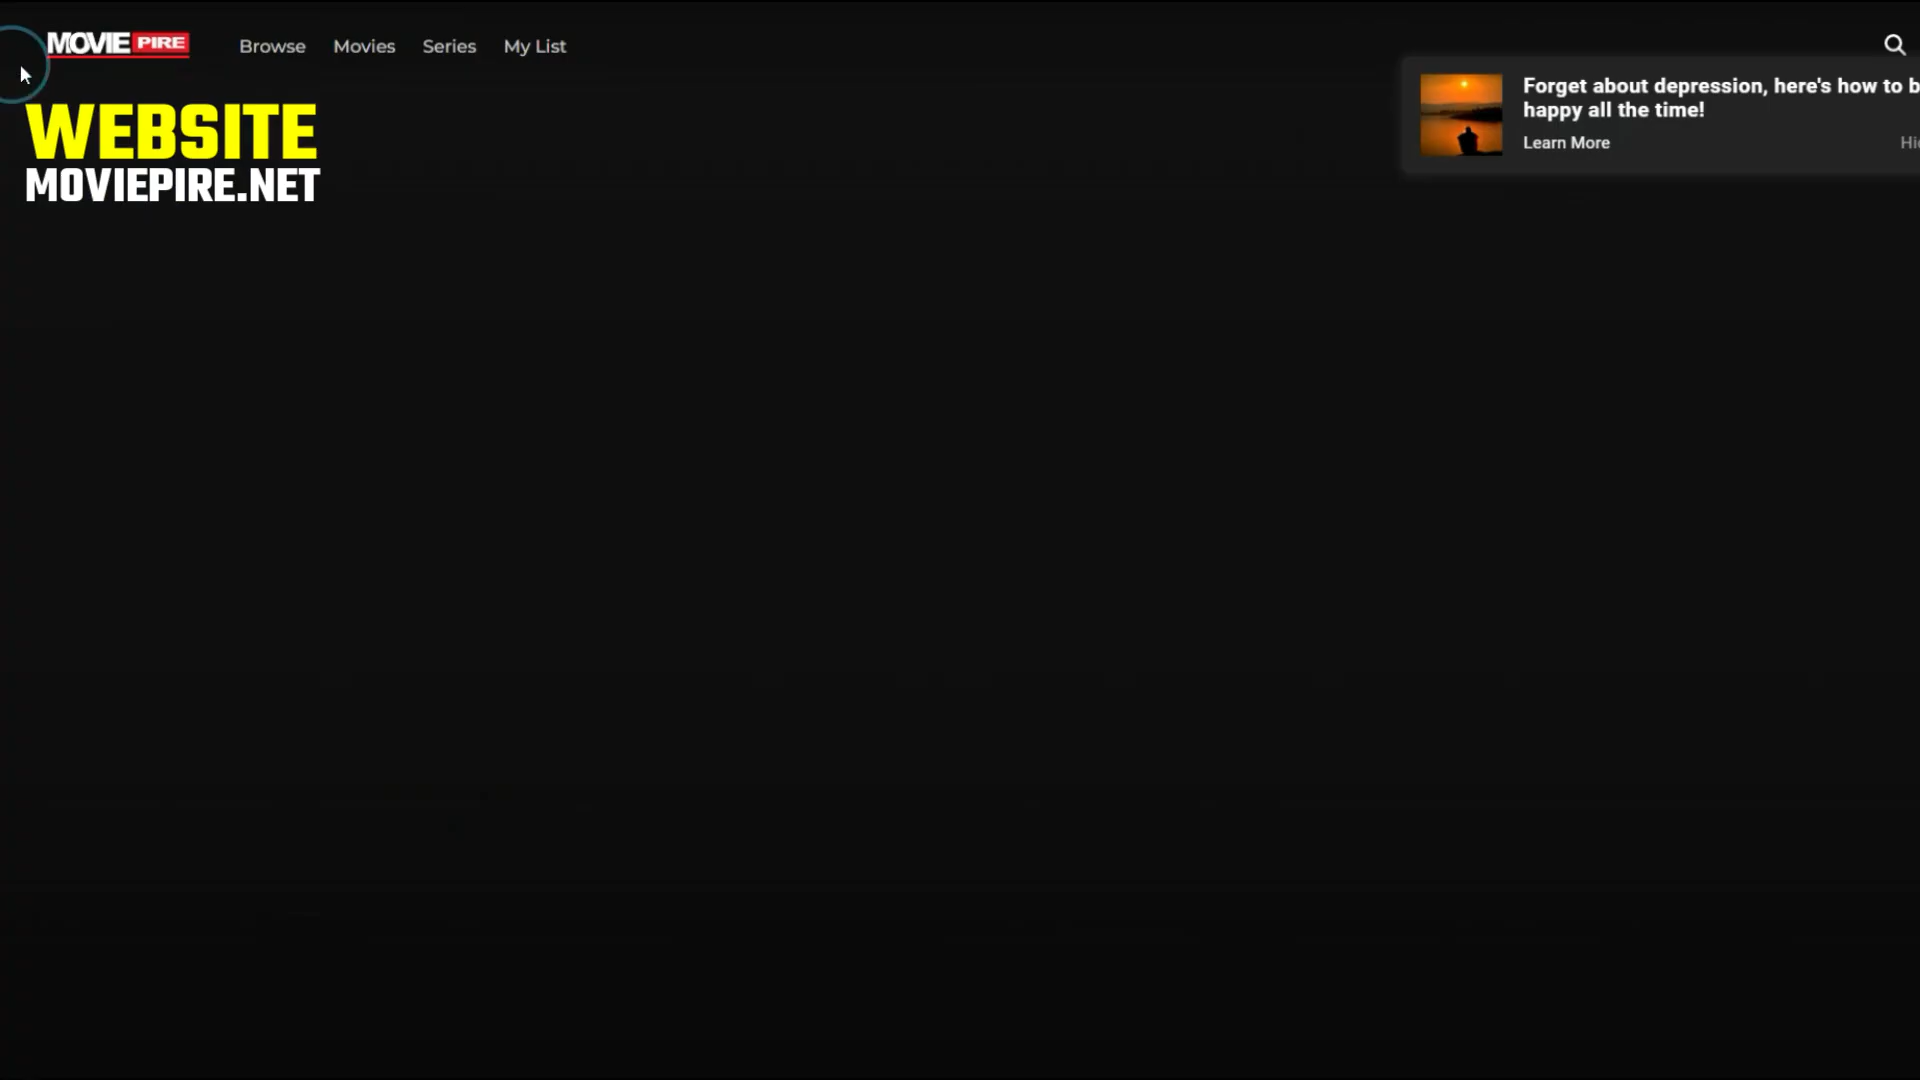 MOVIE PIRE
Browse
Movies
Series
My List
WEBSITE
MOVIEPIRE.NET
Forget about depression, here's how to
happy all the time!
Learn More